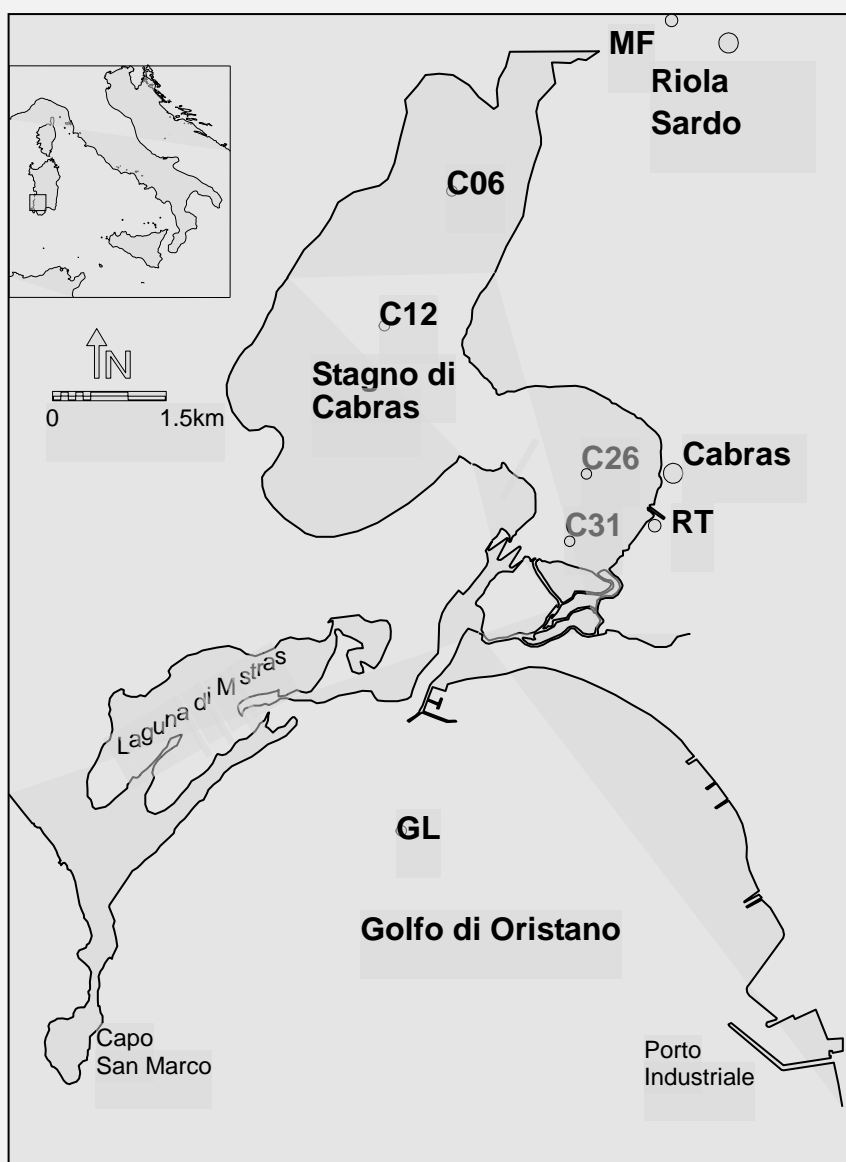 MF
Riola
Sardo
C06
C12
N
Stagno di
Cabras
0 1.5km
C26
Cabras
C31
RT
Laguna di Mistras
GL
Golfo di Oristano
Capo
San Marco
Porto
Industriale